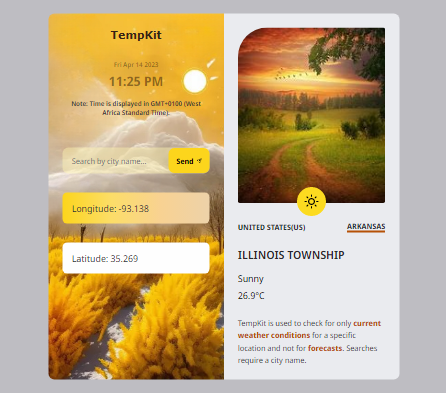 TempKit
Fri Apr 14 2023
11:25 PM
Note: Time is displayed in GMT+0100 (West
Africa Standard Time).
Search by city name...
Send
Longitude: -93.138
Latitude: 35.269
UNITED STATES(US)
ARKANSAS
ILLINOIS TOWNSHIP
Sunny
26.9°C
TempKit is used to check for only current
weather conditions for a specific
location and not for forecasts. Searches
require a city name.